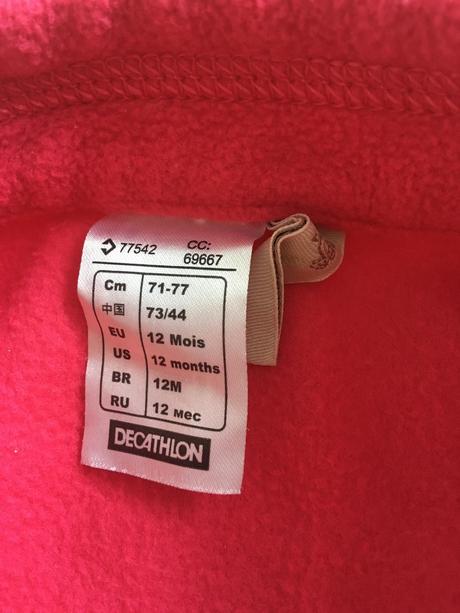 77542 CC: 69667
Cm 71-77
中国 73/44
EU 12 Mois
US 12 months
BR 12M
RU 12 мес
DECATHLON